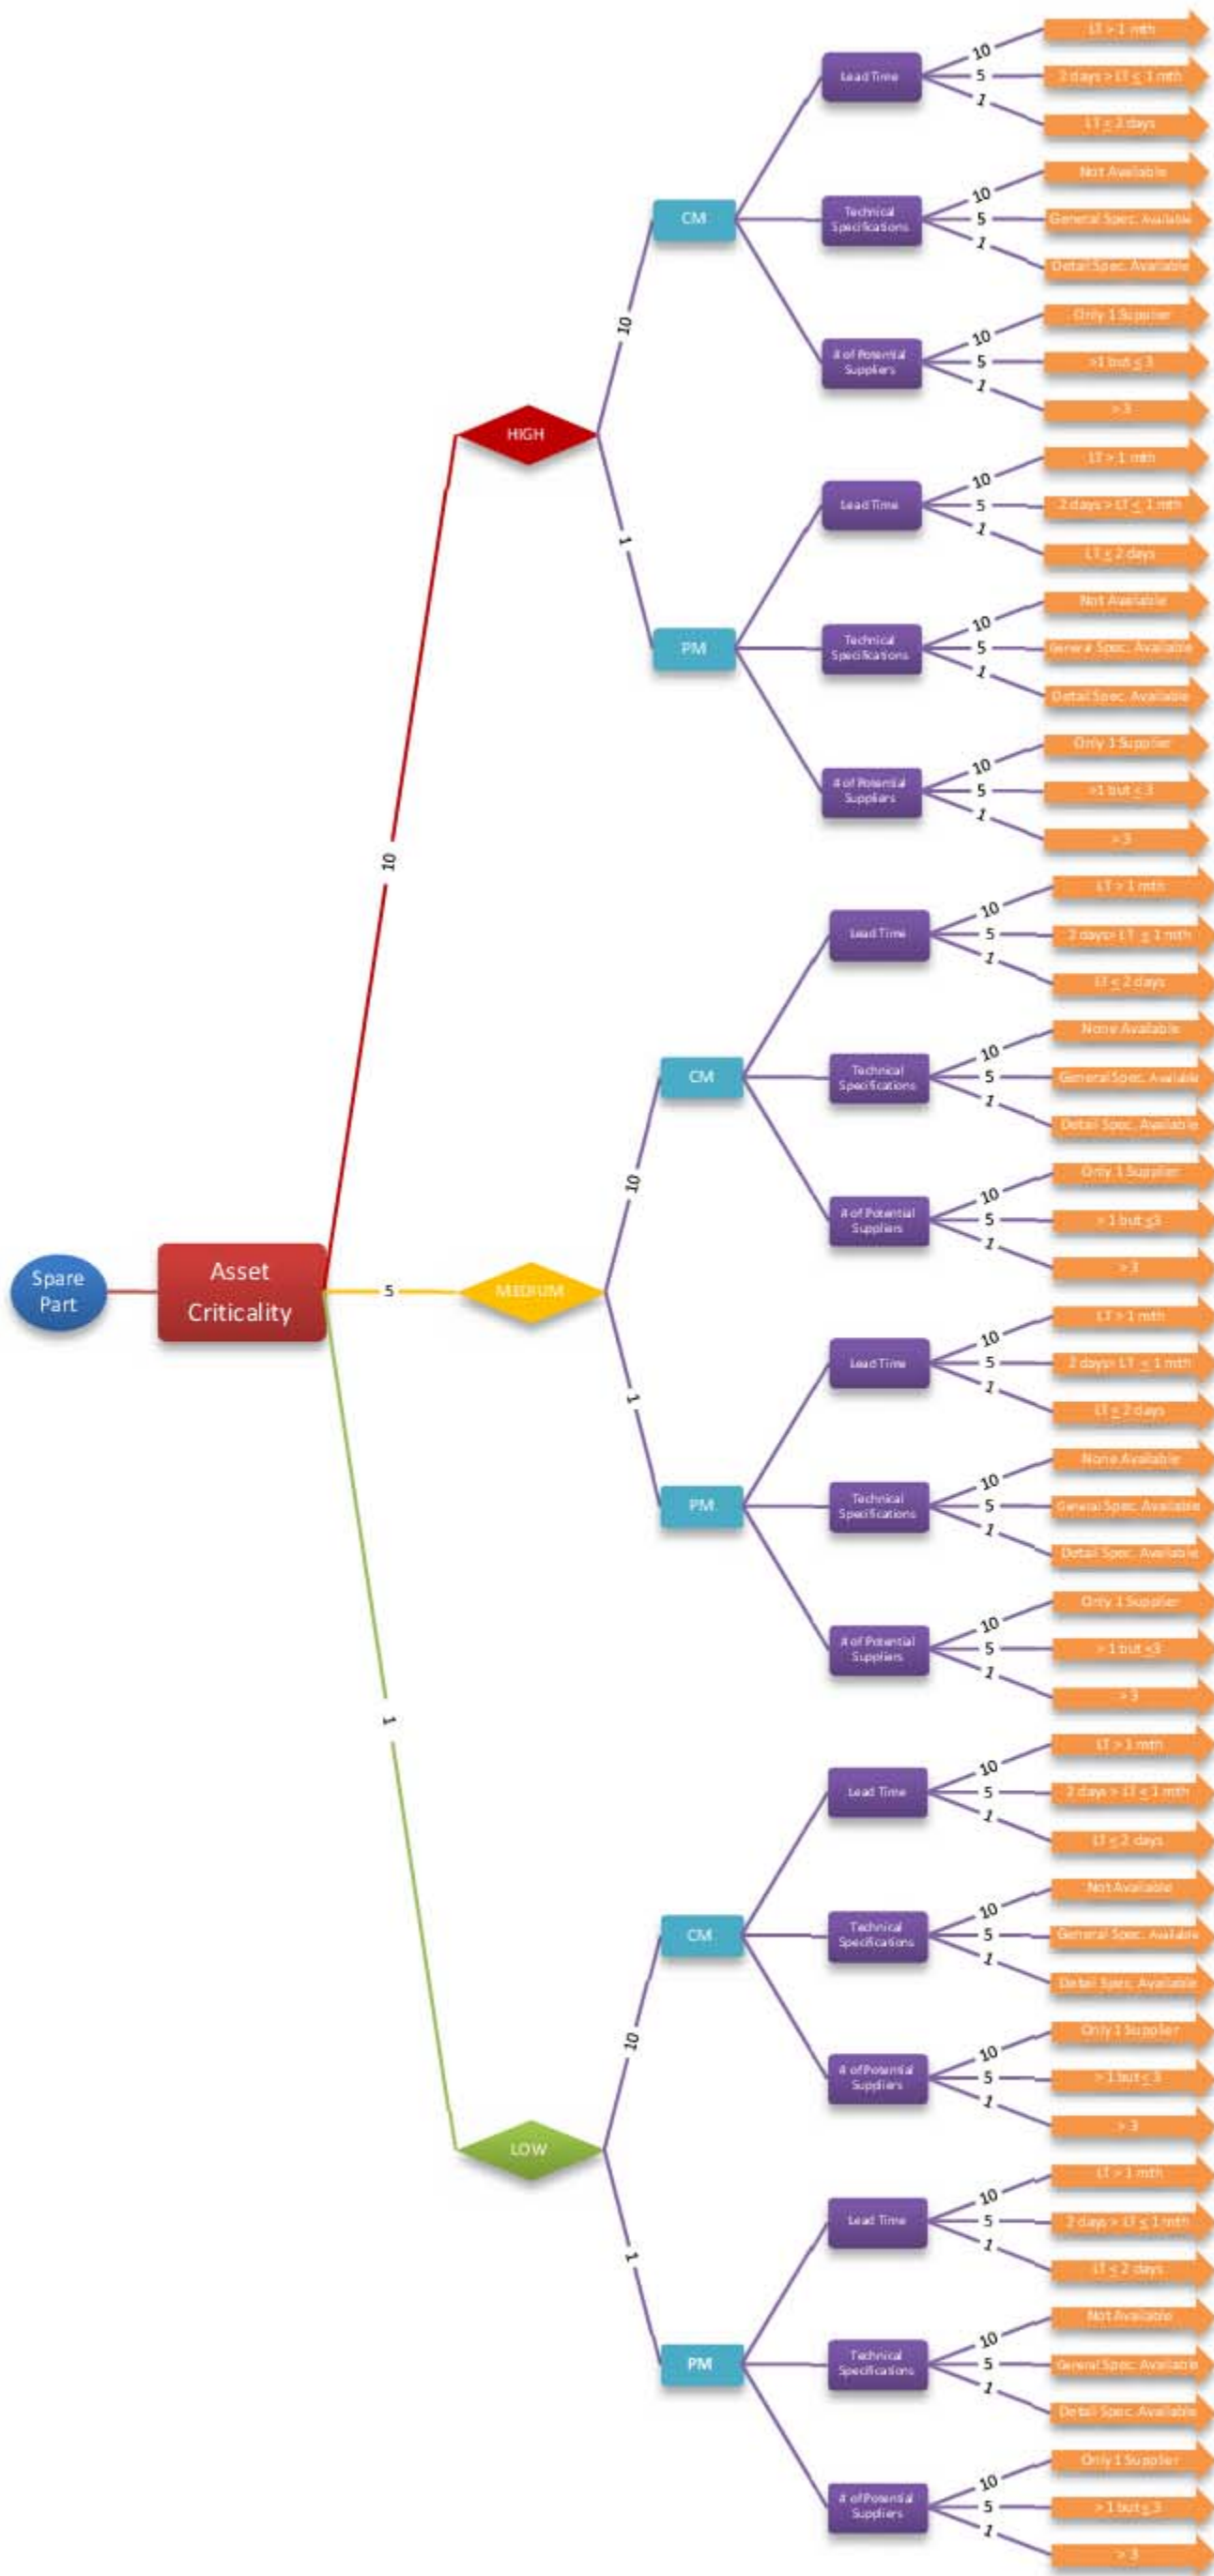 Spare
Part
Asset
Criticality
10
HIGH
10
CM
Lead Time
10
LT > 1 mth
5
2 days > LT ≤ 1 mth
1
LT ≤ 2 days
Technical
Specifications
10
Not Available
5
General Spec. Available
1
Detail Spec. Available
# of Potential
Suppliers
10
Only 1 Supplier
5
>1 but ≤ 3
1
> 3
1
PM
Lead Time
10
LT > 1 mth
5
2 days > LT ≤ 1 mth
1
LT ≤ 2 days
Technical
Specifications
10
Not Available
5
General Spec. Available
1
Detail Spec. Available
# of Potential
Suppliers
10
Only 1 Supplier
5
>1 but ≤ 3
1
> 3
5
MEDIUM
10
CM
Lead Time
10
LT > 1 mth
5
2 days> LT ≤ 1 mth
1
LT ≤ 2 days
Technical
Specifications
10
None Available
5
General Spec. Available
1
Detail Spec. Available
# of Potential
Suppliers
10
Only 1 Supplier
5
> 1 but ≤3
1
> 3
1
PM
Lead Time
10
LT > 1 mth
5
2 days> LT ≤ 1 mth
1
LT ≤ 2 days
Technical
Specifications
10
None Available
5
General Spec. Available
1
Detail Spec. Available
# of Potential
Suppliers
10
Only 1 Supplier
5
> 1 but ≤3
1
> 3
1
LOW
10
CM
Lead Time
10
LT > 1 mth
5
2 days > LT ≤ 1 mth
1
LT ≤ 2 days
Technical
Specifications
10
Not Available
5
General Spec. Available
1
Detail Spec. Available
# of Potential
Suppliers
10
Only 1 Supplier
5
> 1 but ≤ 3
1
> 3
1
PM
Lead Time
10
LT > 1 mth
5
2 days > LT ≤ 1 mth
1
LT ≤ 2 days
Technical
Specifications
10
Not Available
5
General Spec. Available
1
Detail Spec. Available
# of Potential
Suppliers
10
Only 1 Supplier
5
> 1 but ≤ 3
1
> 3